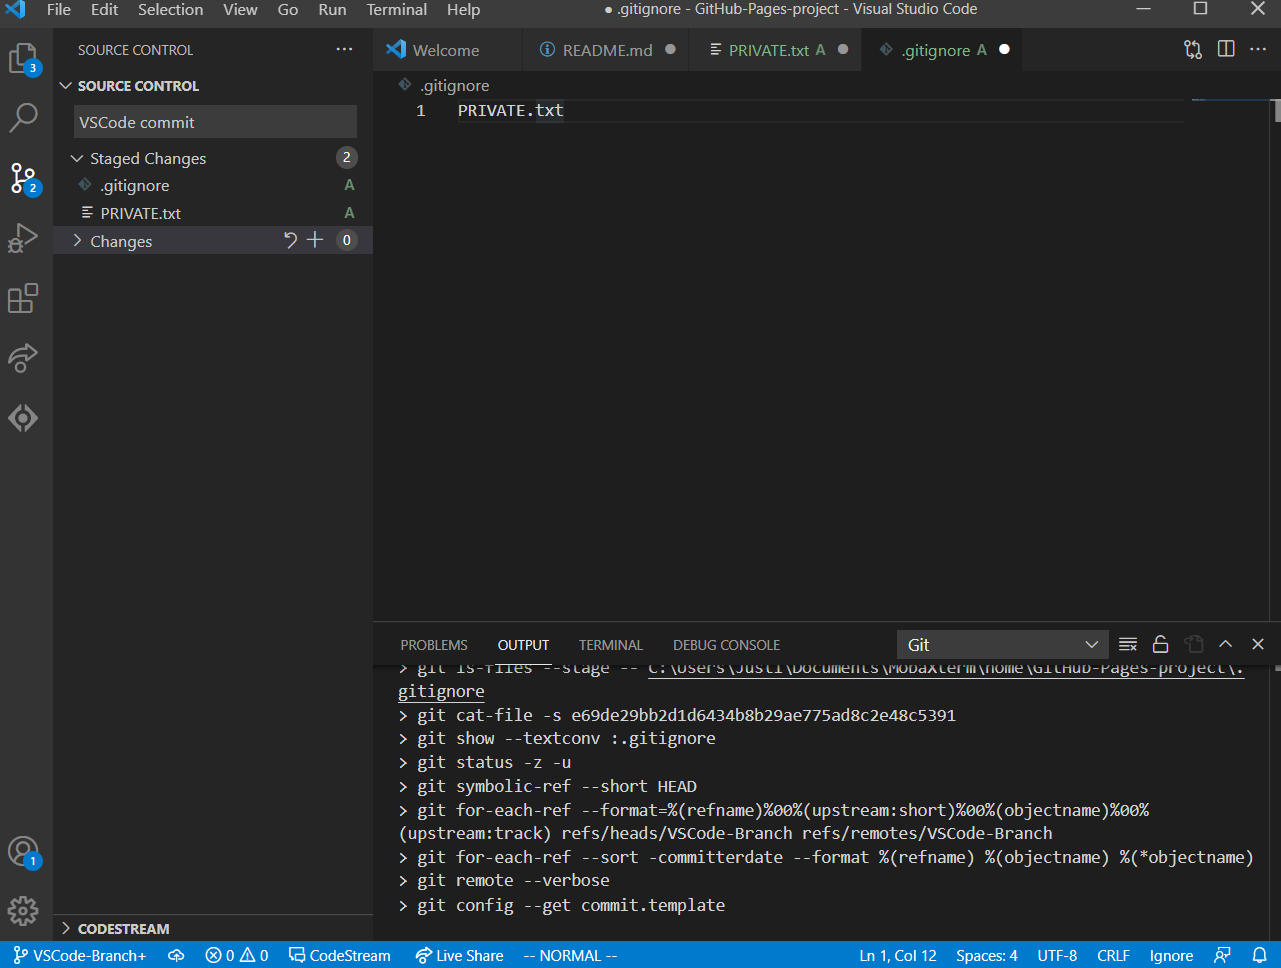 File Edit Selection View Go Run Terminal Help ● .gitignore - GitHub-Pages-project - Visual Studio Code
SOURCE CONTROL
Welcome README.md PRIVATE.txt A .gitignore A
3
SOURCE CONTROL
.gitignore
VSCode commit
1 PRIVATE.txt
Staged Changes 2
.gitignore A
2
PRIVATE.txt A
Changes 0
PROBLEMS OUTPUT TERMINAL DEBUG CONSOLE Git
> git ls-files --stage -- C:\Users\Justi\Documents\MobaXterm\home\GitHub-Pages-project\.
gitignore
> git cat-file -s e69de29bb2d1d6434b8b29ae775ad8c2e48c5391
> git show --textconv :.gitignore
> git status -z -u
> git symbolic-ref --short HEAD
> git for-each-ref --format=%(refname)%00%(upstream:short)%00%(objectname)%00%
(upstream:track) refs/heads/VSCode-Branch refs/remotes/VSCode-Branch
> git for-each-ref --sort -committerdate --format %(refname) %(objectname) %(*objectname)
> git remote --verbose
> git config --get commit.template
1
CODESTREAM
VSCode-Branch+ 0 0 CodeStream Live Share -- NORMAL -- Ln 1, Col 12 Spaces: 4 UTF-8 CRLF Ignore